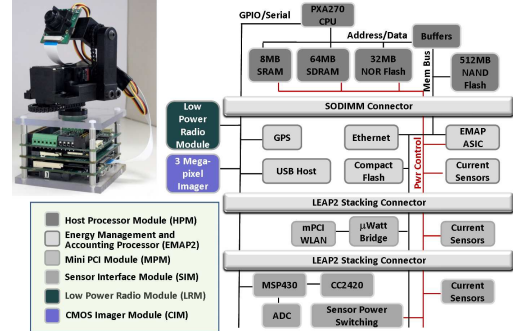 GPIO/Serial
PXA270
CPU
Address/Data
Buffers
8MB
SRAM
64MB
SDRAM
32MB
NOR Flash
Mem Bus
512MB
NAND
Flash
SODIMM Connector
Low
Power
Radio
Module
GPS
Ethernet
EMAP
ASIC
3 Mega-
pixel
Imager
USB Host
Compact
Flash
Pwr Control
Current
Sensors
LEAP2 Stacking Connector
mPCI
WLAN
µWatt
Bridge
Current
Sensors
LEAP2 Stacking Connector
MSP430
CC2420
Current
Sensors
ADC
Sensor Power
Switching
Host Processor Module (HPM)
Energy Management and
Accounting Processor (EMAP2)
Mini PCI Module (MPM)
Sensor Interface Module (SIM)
Low Power Radio Module (LRM)
CMOS Imager Module (CIM)